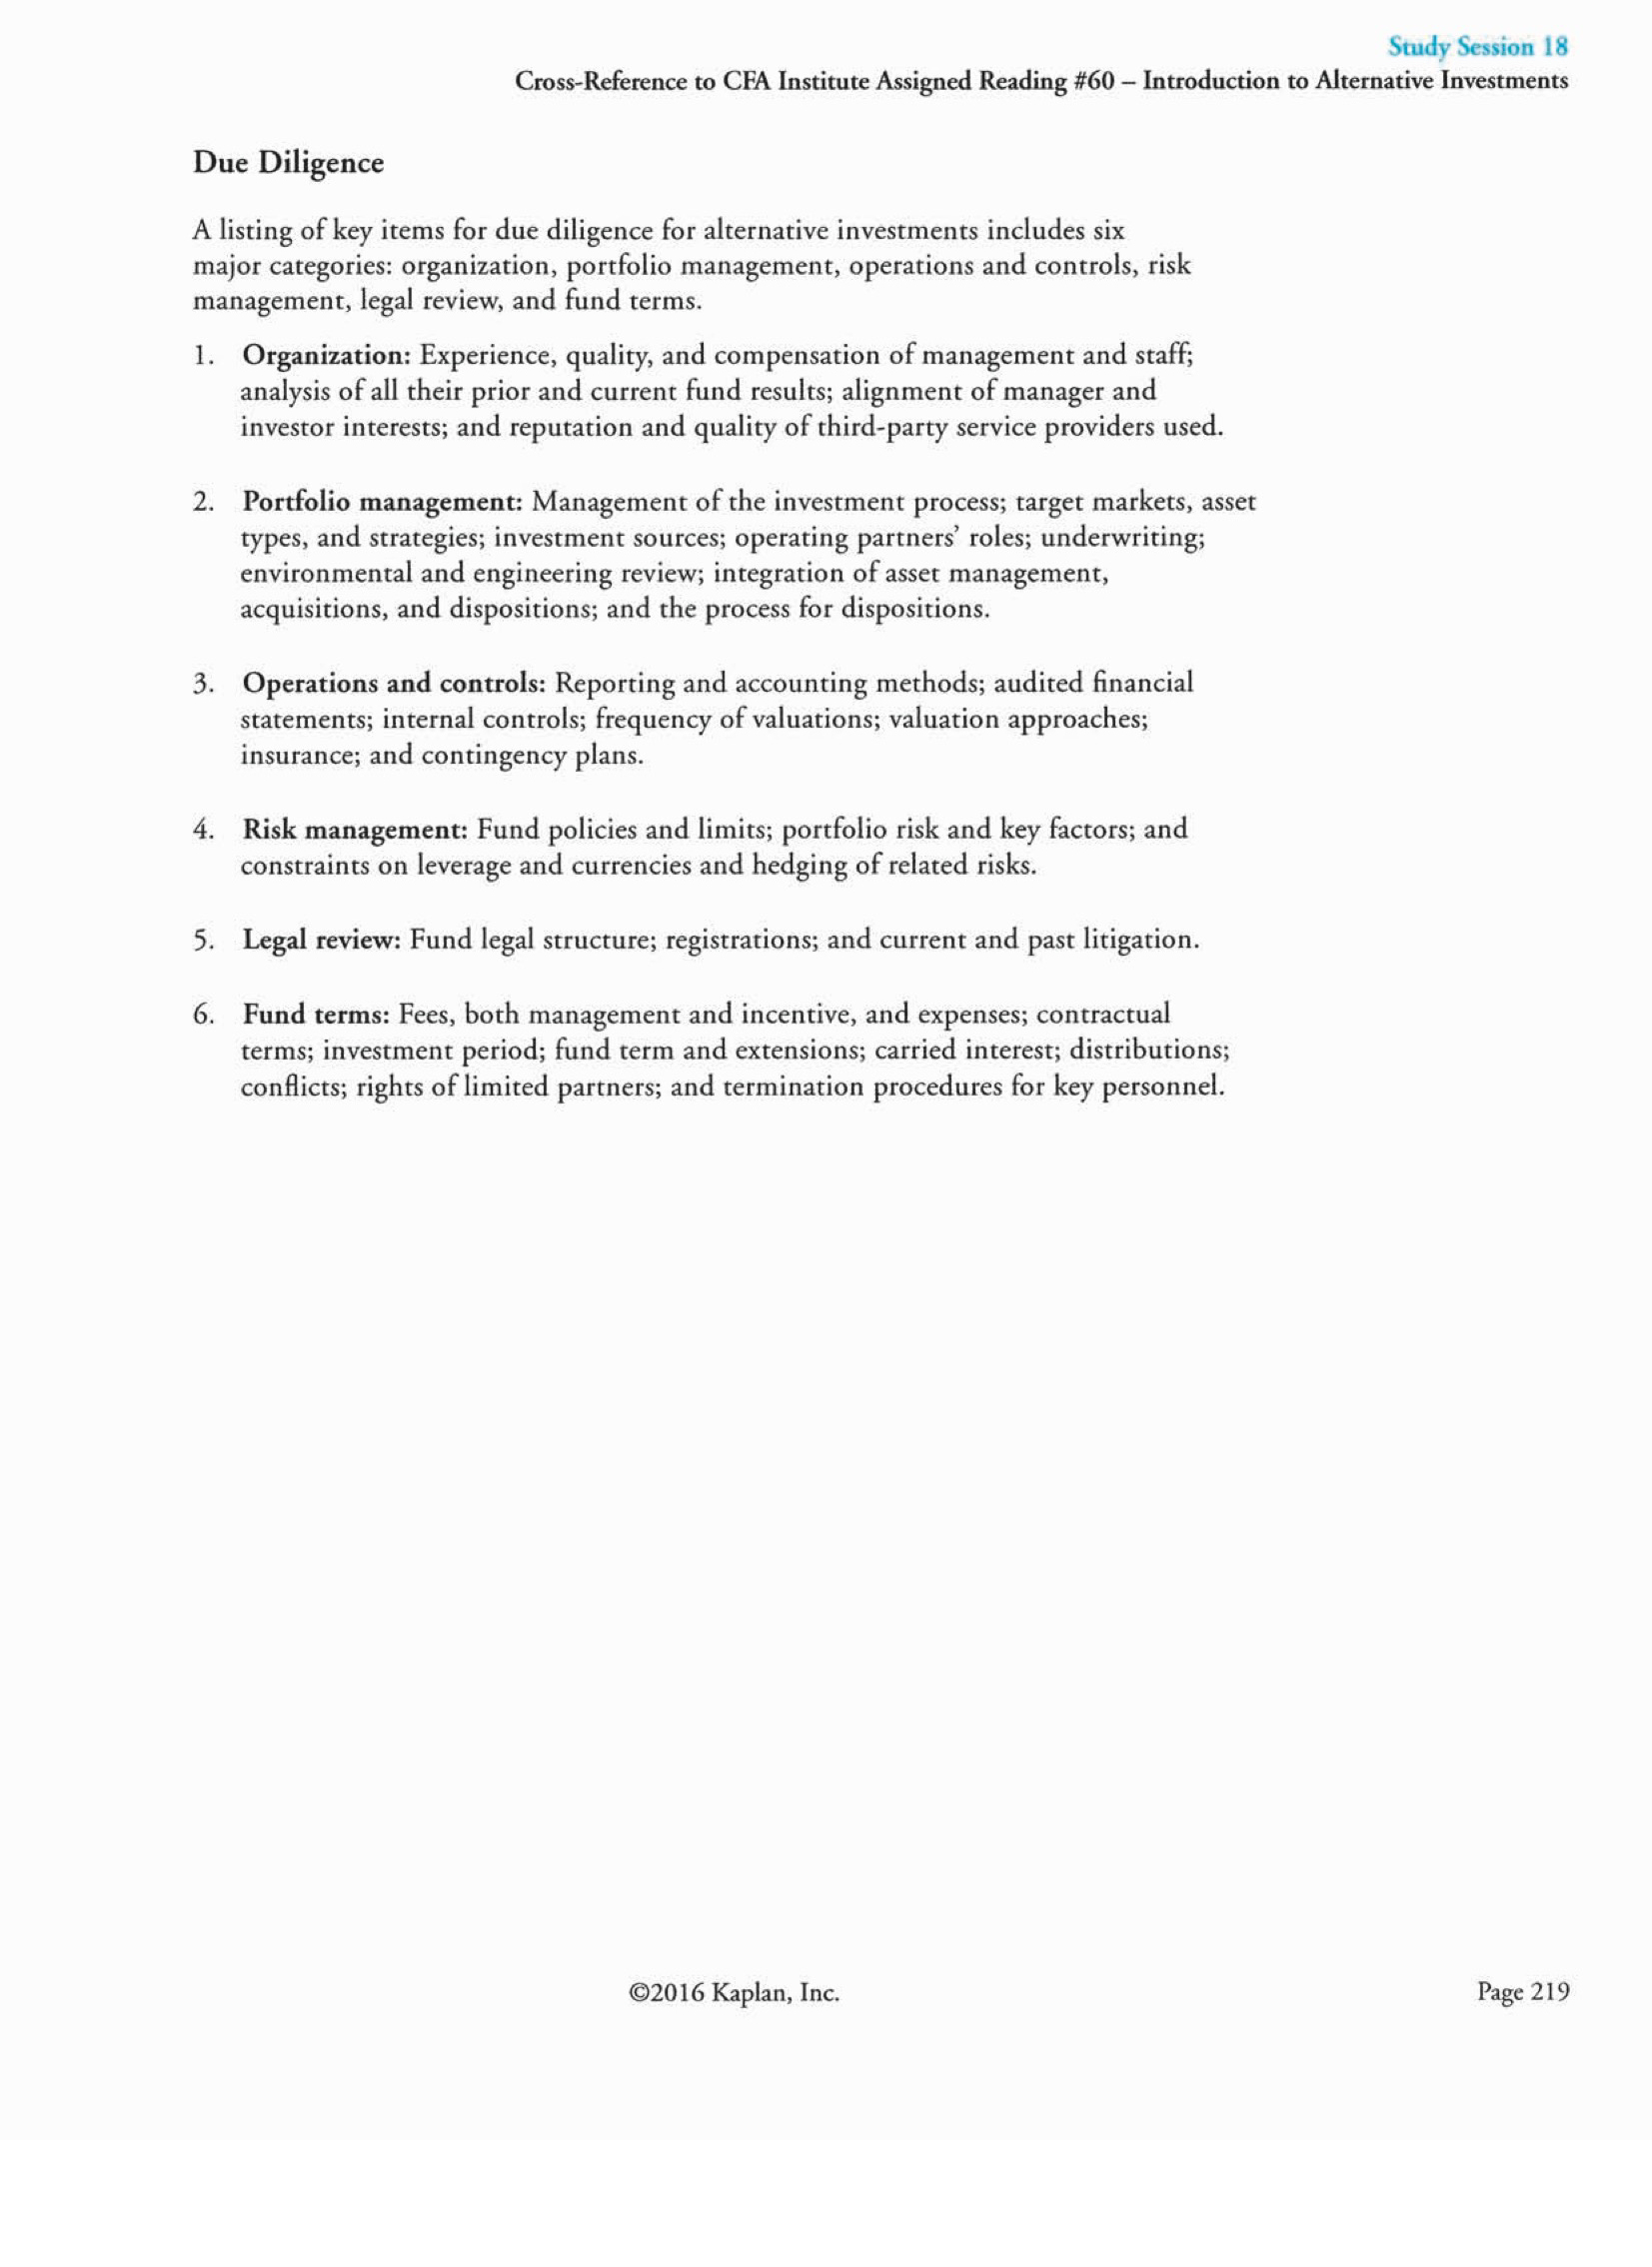 Study Session 18
Cross-Reference to CFA Institute Assigned Reading #60 – Introduction to Alternative Investments
Due Diligence
A listing of key items for due diligence for alternative investments includes six
major categories: organization, portfolio management, operations and controls, risk
management, legal review, and fund terms.
1. Organization: Experience, quality, and compensation of management and staff;
analysis of all their prior and current fund results; alignment of manager and
investor interests; and reputation and quality of third-party service providers used.
2. Portfolio management: Management of the investment process; target markets, asset
types, and strategies; investment sources; operating partners’ roles; underwriting;
environmental and engineering review; integration of asset management,
acquisitions, and dispositions; and the process for dispositions.
3. Operations and controls: Reporting and accounting methods; audited financial
statements; internal controls; frequency of valuations; valuation approaches;
insurance; and contingency plans.
4. Risk management: Fund policies and limits; portfolio risk and key factors; and
constraints on leverage and currencies and hedging of related risks.
5. Legal review: Fund legal structure; registrations; and current and past litigation.
6. Fund terms: Fees, both management and incentive, and expenses; contractual
terms; investment period; fund term and extensions; carried interest; distributions;
conflicts; rights of limited partners; and termination procedures for key personnel.
©2016 Kaplan, Inc.
Page 219